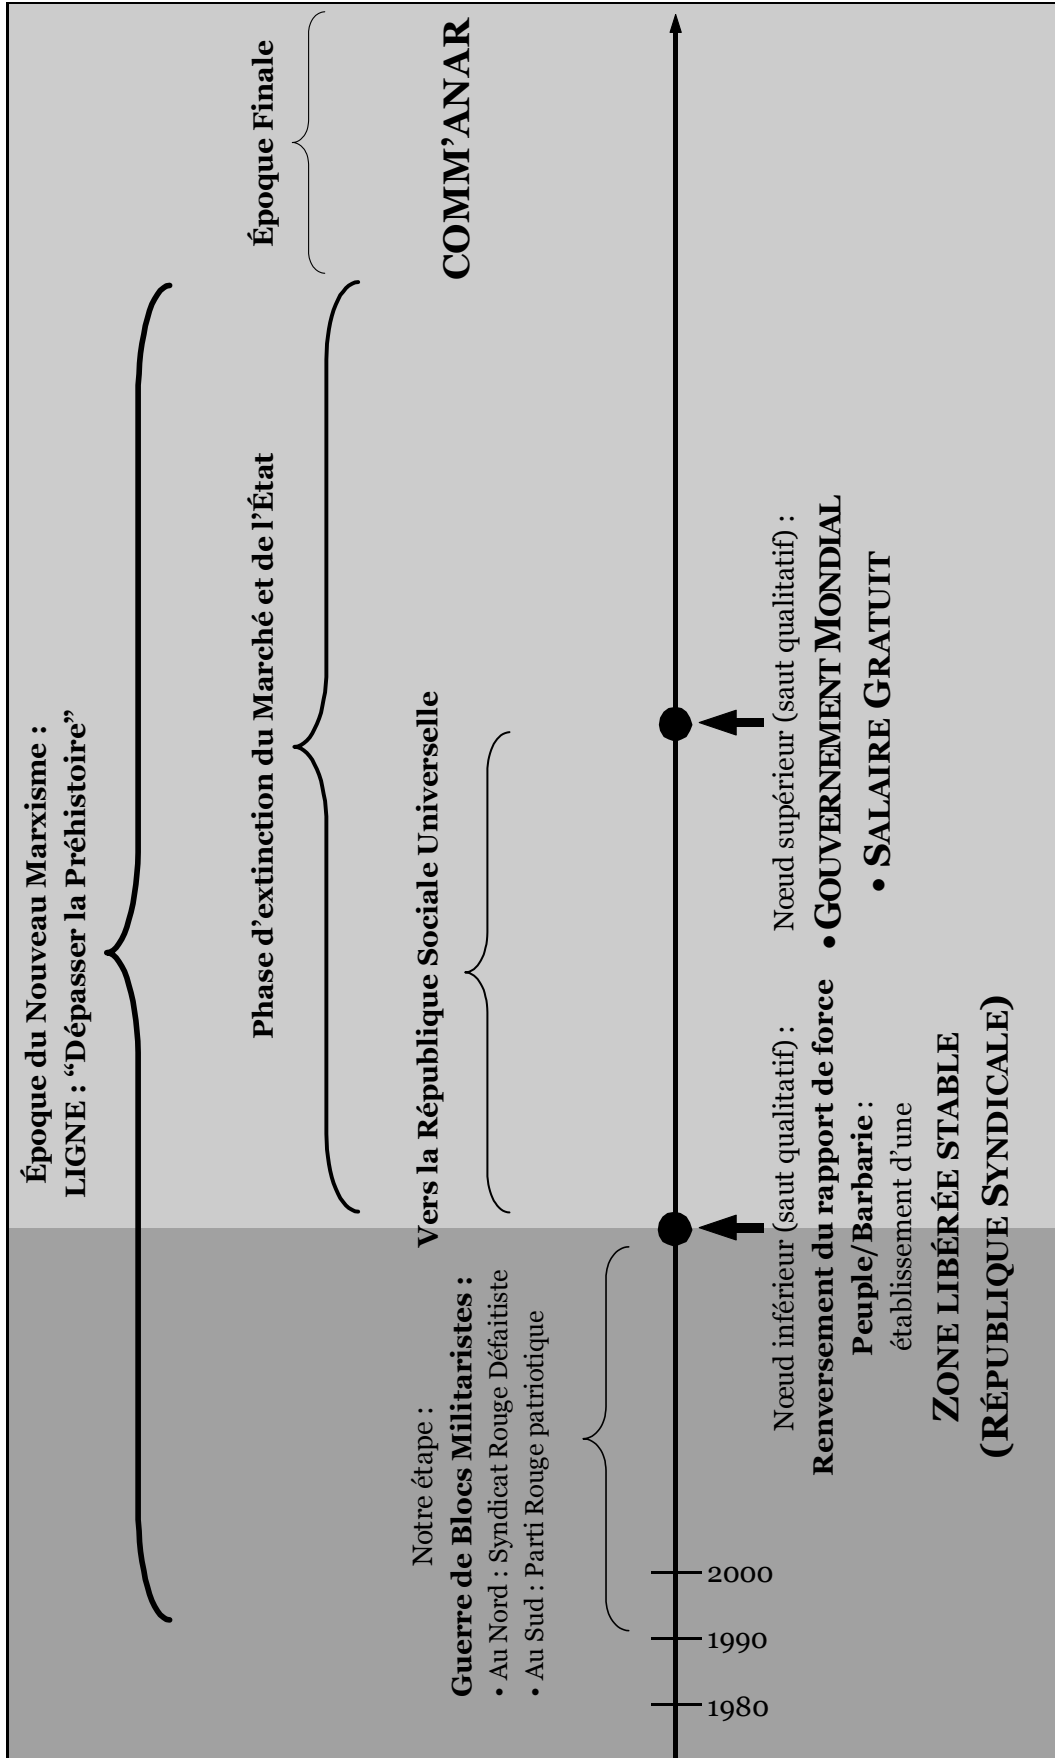 Époque du Nouveau Marxisme :
LIGNE : “Dépasser la Préhistoire”
Époque Finale
Phase d’extinction du Marché et de l’État
Notre étape :
Guerre de Blocs Militaristes :
• Au Nord : Syndicat Rouge Défaitiste
• Au Sud : Parti Rouge patriotique
Vers la République Sociale Universelle
COMM’ANAR
1980
1990
2000
Nœud inférieur (saut qualitatif) :
Renversement du rapport de force
Peuple/Barbarie :
établissement d’une
ZONE LIBÉRÉE STABLE
(RÉPUBLIQUE SYNDICALE)
Nœud supérieur (saut qualitatif) :
• GOUVERNEMENT MONDIAL
• SALAIRE GRATUIT